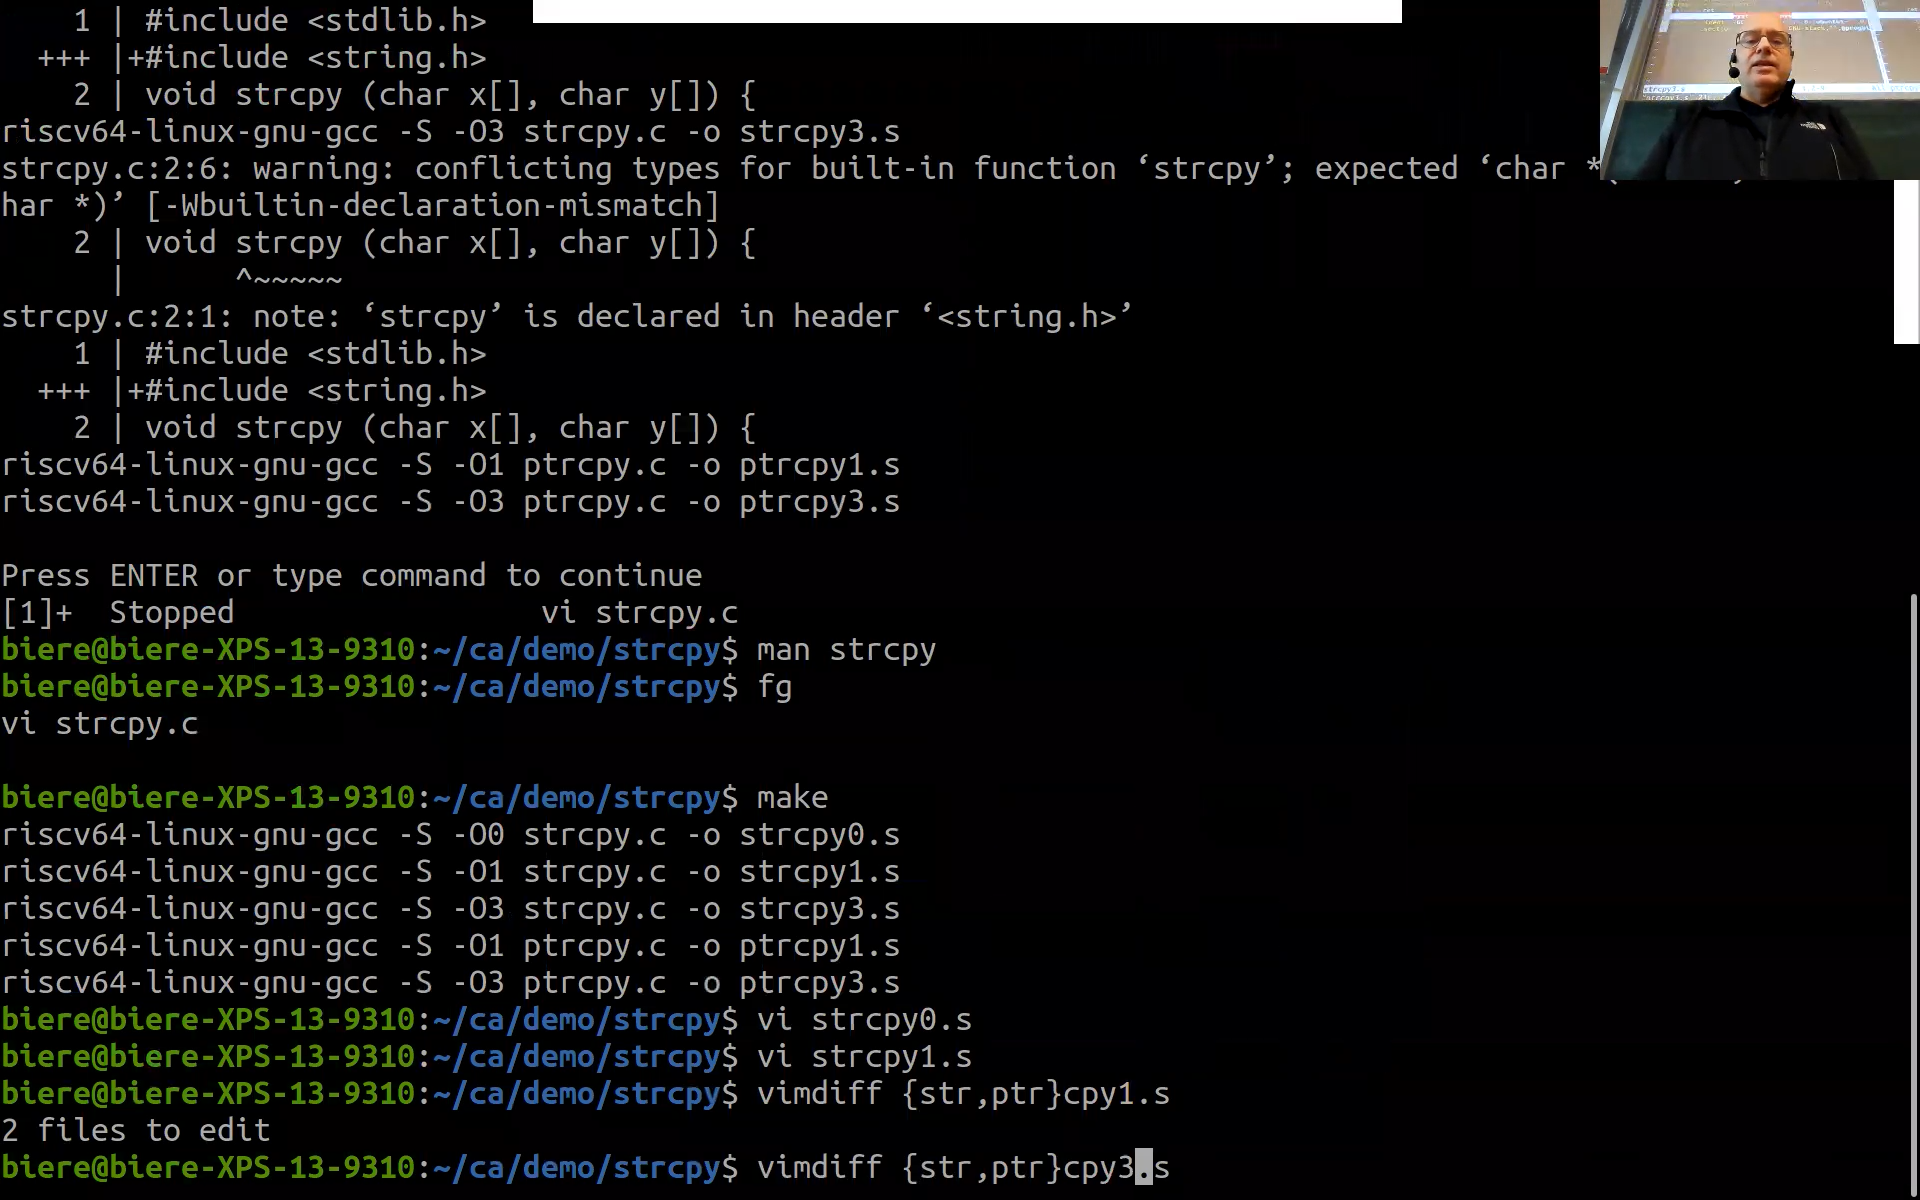 1 | #include <stdlib.h>
  +++ |+#include <string.h>
    2 | void strcpy (char x[], char y[]) {
riscv64-linux-gnu-gcc -S -O3 strcpy.c -o strcpy3.s
strcpy.c:2:6: warning: conflicting types for built-in function ‘strcpy’; expected ‘char *
har *)’ [-Wbuiltin-declaration-mismatch]
    2 | void strcpy (char x[], char y[]) {
      |      ^~~~~~
strcpy.c:2:1: note: ‘strcpy’ is declared in header ‘<string.h>’
    1 | #include <stdlib.h>
  +++ |+#include <string.h>
    2 | void strcpy (char x[], char y[]) {
riscv64-linux-gnu-gcc -S -O1 ptrcpy.c -o ptrcpy1.s
riscv64-linux-gnu-gcc -S -O3 ptrcpy.c -o ptrcpy3.s
Press ENTER or type command to continue
[1]+  Stopped                 vi strcpy.c
biere@biere-XPS-13-9310:~/ca/demo/strcpy$ man strcpy
biere@biere-XPS-13-9310:~/ca/demo/strcpy$ fg
vi strcpy.c
biere@biere-XPS-13-9310:~/ca/demo/strcpy$ make
riscv64-linux-gnu-gcc -S -O0 strcpy.c -o strcpy0.s
riscv64-linux-gnu-gcc -S -O1 strcpy.c -o strcpy1.s
riscv64-linux-gnu-gcc -S -O3 strcpy.c -o strcpy3.s
riscv64-linux-gnu-gcc -S -O1 ptrcpy.c -o ptrcpy1.s
riscv64-linux-gnu-gcc -S -O3 ptrcpy.c -o ptrcpy3.s
biere@biere-XPS-13-9310:~/ca/demo/strcpy$ vi strcpy0.s
biere@biere-XPS-13-9310:~/ca/demo/strcpy$ vi strcpy1.s
biere@biere-XPS-13-9310:~/ca/demo/strcpy$ vimdiff {str,ptr}cpy1.s
2 files to edit
biere@biere-XPS-13-9310:~/ca/demo/strcpy$ vimdiff {str,ptr}cpy3.s